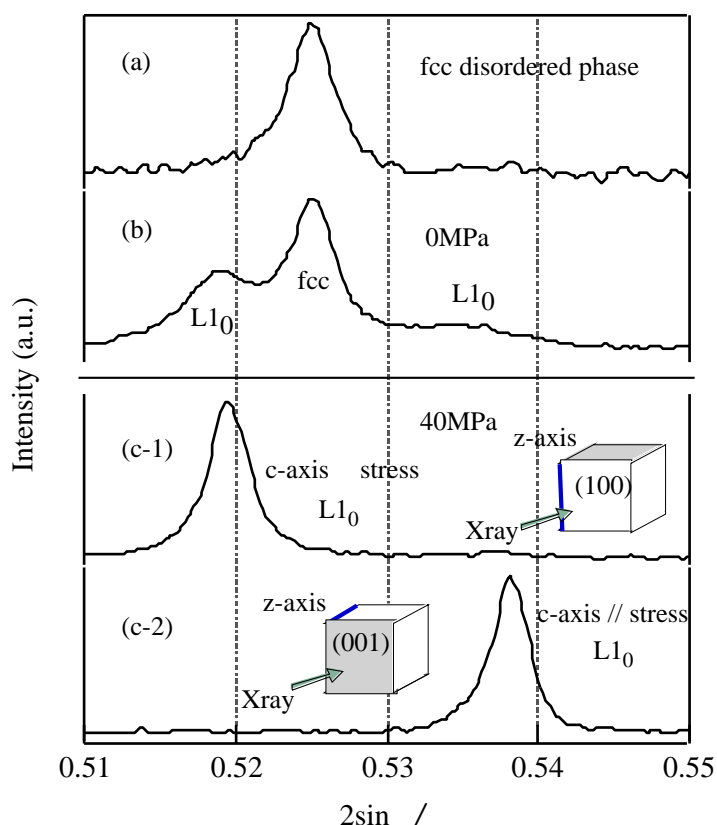 (a)
fcc disordered phase
(b)
0MPa
fcc
L1₀
L1₀
Intensity (a.u.)
(c-1)
40MPa
z-axis
c-axis stress
(100)
L1₀
Xray
z-axis
c-axis // stress
(c-2)
(001)
L1₀
Xray
0.51 0.52 0.53 0.54 0.55
2sin /